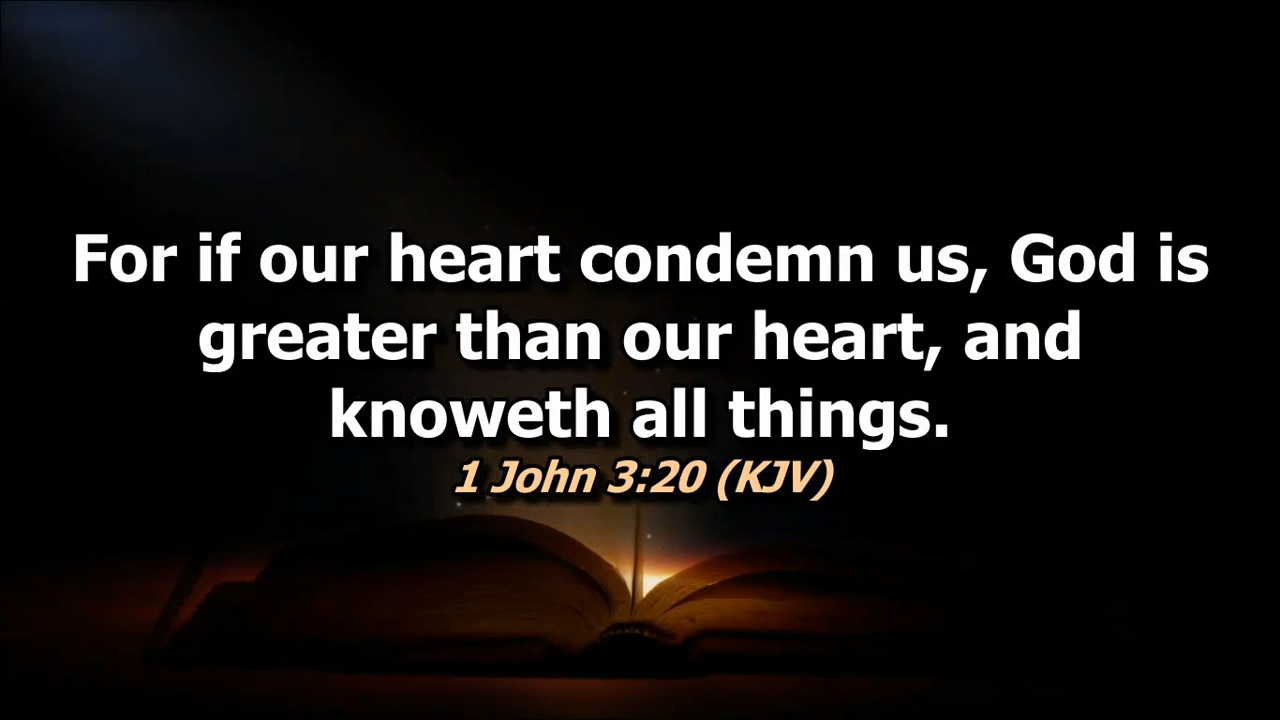 For if our heart condemn us, God is
greater than our heart, and
knoweth all things.
1 John 3:20 (KJV)